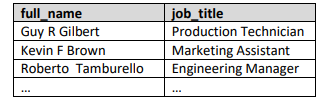 full_name job_title
Guy R Gilbert Production Technician
Kevin F Brown Marketing Assistant
Roberto  Tamburello Engineering Manager
… …